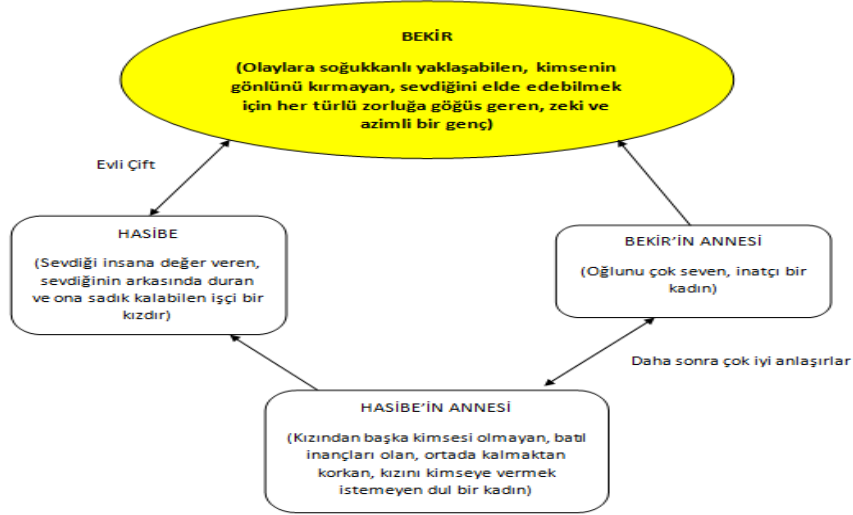 BEKİR
(Olaylara soğukkanlı yaklaşabilen, kimsenin
gönlünü kırmayan, sevdiğini elde edebilmek
için her türlü zorluğa göğüs geren, zeki ve
azimli bir genç)
Evli Çift
HASİBE
(Sevdiği insana değer veren,
sevdiğinin arkasında duran
ve ona sadık kalabilen işçi bir
kızdır)
BEKİR'İN ANNESİ
(Oğlunu çok seven, inatçı bir
kadın)
Daha sonra çok iyi anlaşırlar
HASİBE'İN ANNESİ
(Kızından başka kimsesi olmayan, batıl
inançları olan, ortada kalmaktan
korkan, kızını kimseye vermek
istemeyen dul bir kadın)